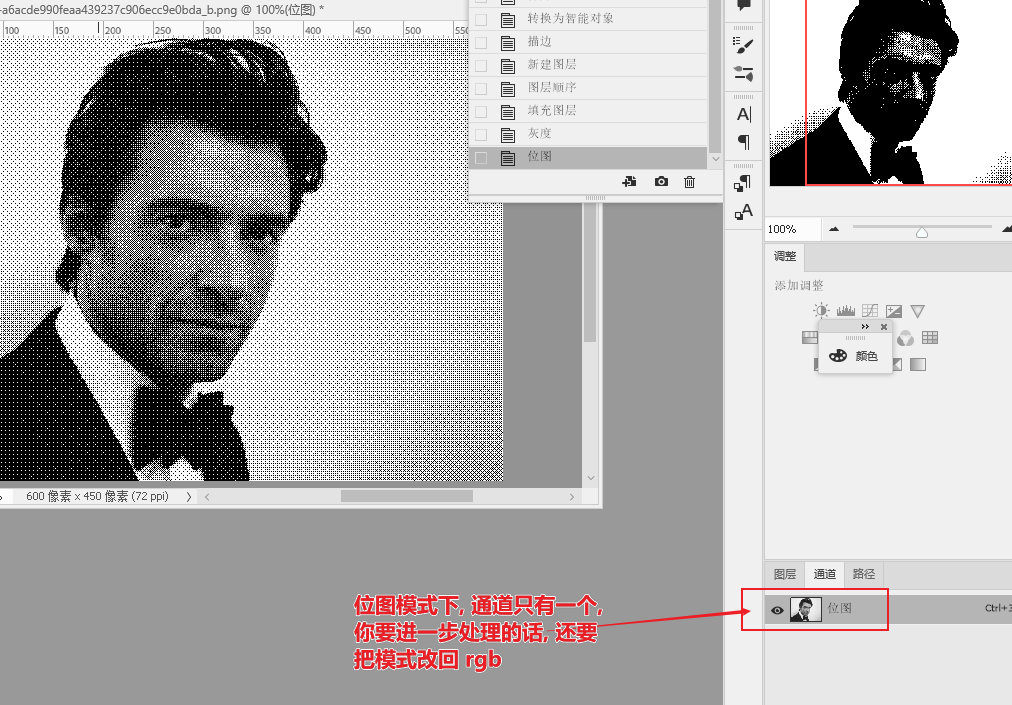 -a6acde990feaa439237c906ecc9e0bda_b.png @ 100%(位图) *
100 150 200 250 300 350 400 450 500 550
转换为智能对象
描边
新建图层
图层顺序
填充图层
灰度
位图
A
A
100%
调整
添加调整
颜色
600 像素 x 450 像素 (72 ppi)
图层 通道 路径
位图 Ctrl+3
位图模式下, 通道只有一个,
你要进一步处理的话, 还要
把模式改回 rgb